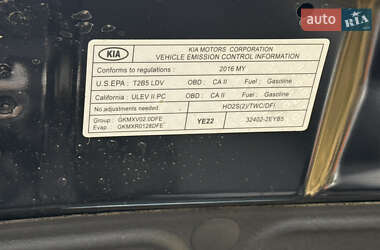 auto RIA.com
KIA
KIA MOTORS CORPORATION
VEHICLE EMISSION CONTROL INFORMATION
Conforms to regulations : 2016 MY
U.S.EPA : T2B5 LDV OBD : CA II Fuel : Gasoline
California : ULEV II PC OBD : CA II Fuel : Gasoline
No adjustments needed HO2S(2)/TWC/DFI
Group : GKMXV02.0DFE YE22 32402-2EYB5
Evap : GKMXR0128DFE